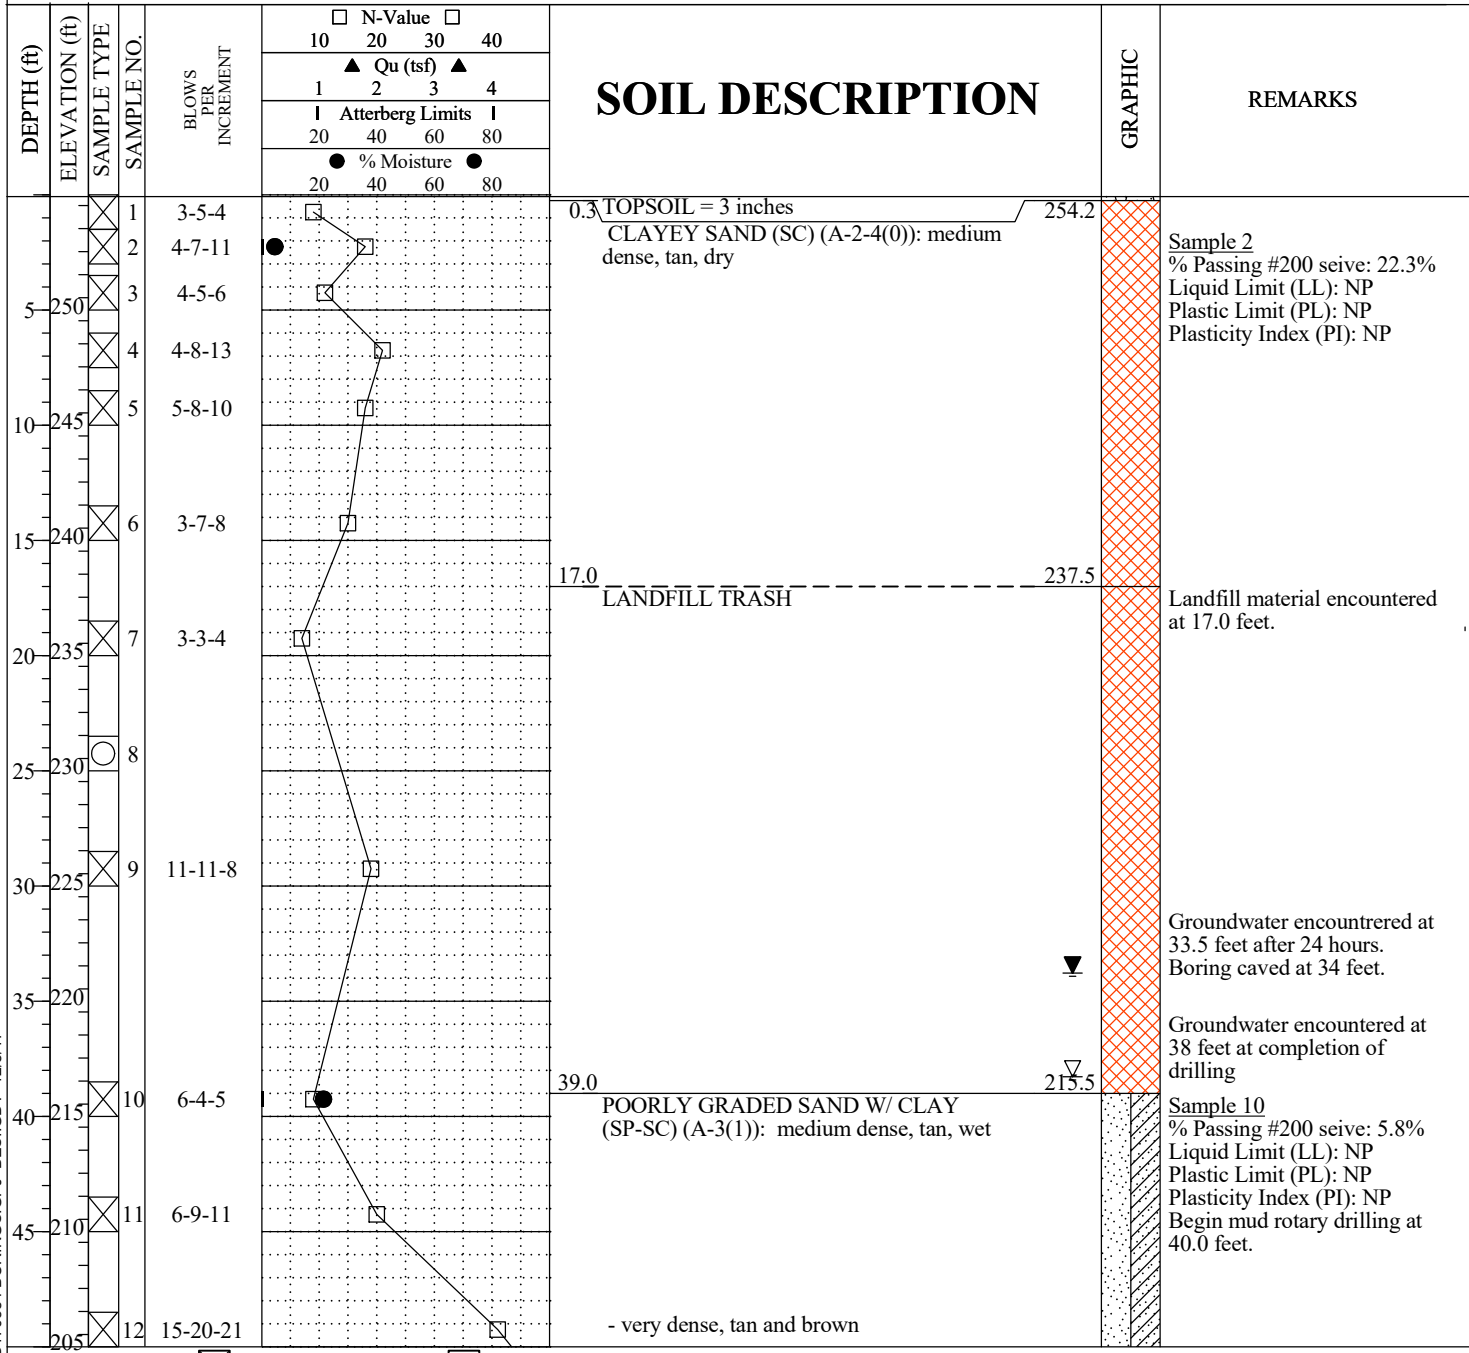 DEPTH (ft)
ELEVATION (ft)
SAMPLE TYPE
SAMPLE NO.
BLOWS
PER
INCREMENT
N-Value
10 20 30 40
Qu (tsf)
1 2 3 4
Atterberg Limits
20 40 60 80
% Moisture
20 40 60 80
SOIL DESCRIPTION
GRAPHIC
REMARKS
1 3-5-4
0.3 TOPSOIL = 3 inches 254.2
2 4-7-11
CLAYEY SAND (SC) (A-2-4(0)): medium
dense, tan, dry
Sample 2
% Passing #200 seive: 22.3%
Liquid Limit (LL): NP
Plastic Limit (PL): NP
Plasticity Index (PI): NP
3 4-5-6
5 250
4 4-8-13
5 5-8-10
10 245
6 3-7-8
15 240
17.0 237.5
LANDFILL TRASH
Landfill material encountered
at 17.0 feet.
7 3-3-4
20 235
8
25 230
9 11-11-8
30 225
Groundwater encountrered at
33.5 feet after 24 hours.
Boring caved at 34 feet.
35 220
Groundwater encountered at
38 feet at completion of
drilling
39.0 215.5
10 6-4-5
40 215
POORLY GRADED SAND W/ CLAY
(SP-SC) (A-3(1)): medium dense, tan, wet
Sample 10
% Passing #200 seive: 5.8%
Liquid Limit (LL): NP
Plastic Limit (PL): NP
Plasticity Index (PI): NP
Begin mud rotary drilling at
40.0 feet.
11 6-9-11
45 210
12 15-20-21
- very dense, tan and brown
205